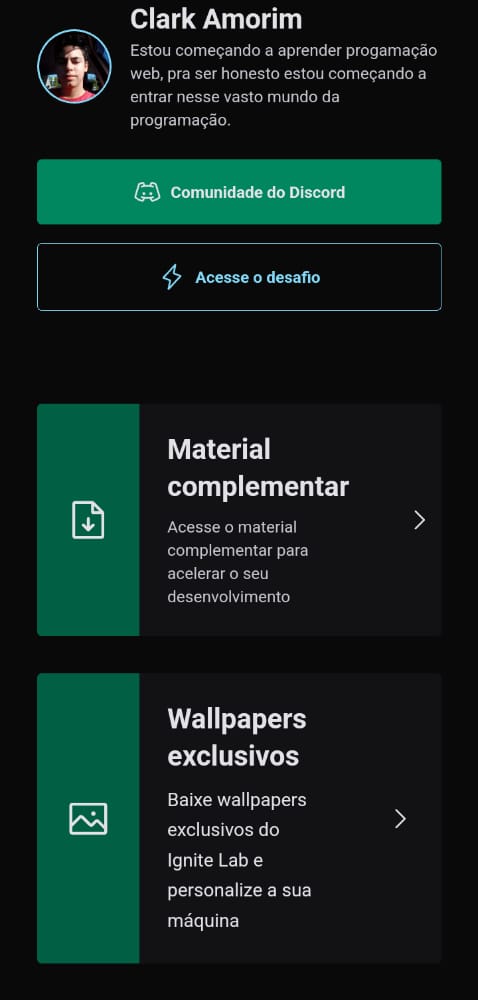 Clark Amorim
Estou começando a aprender progamação
web, pra ser honesto estou começando a
entrar nesse vasto mundo da
programação.
Comunidade do Discord
Acesse o desafio
Material
complementar
Acesse o material
complementar para
acelerar o seu
desenvolvimento
Wallpapers
exclusivos
Baixe wallpapers
exclusivos do
Ignite Lab e
personalize a sua
máquina